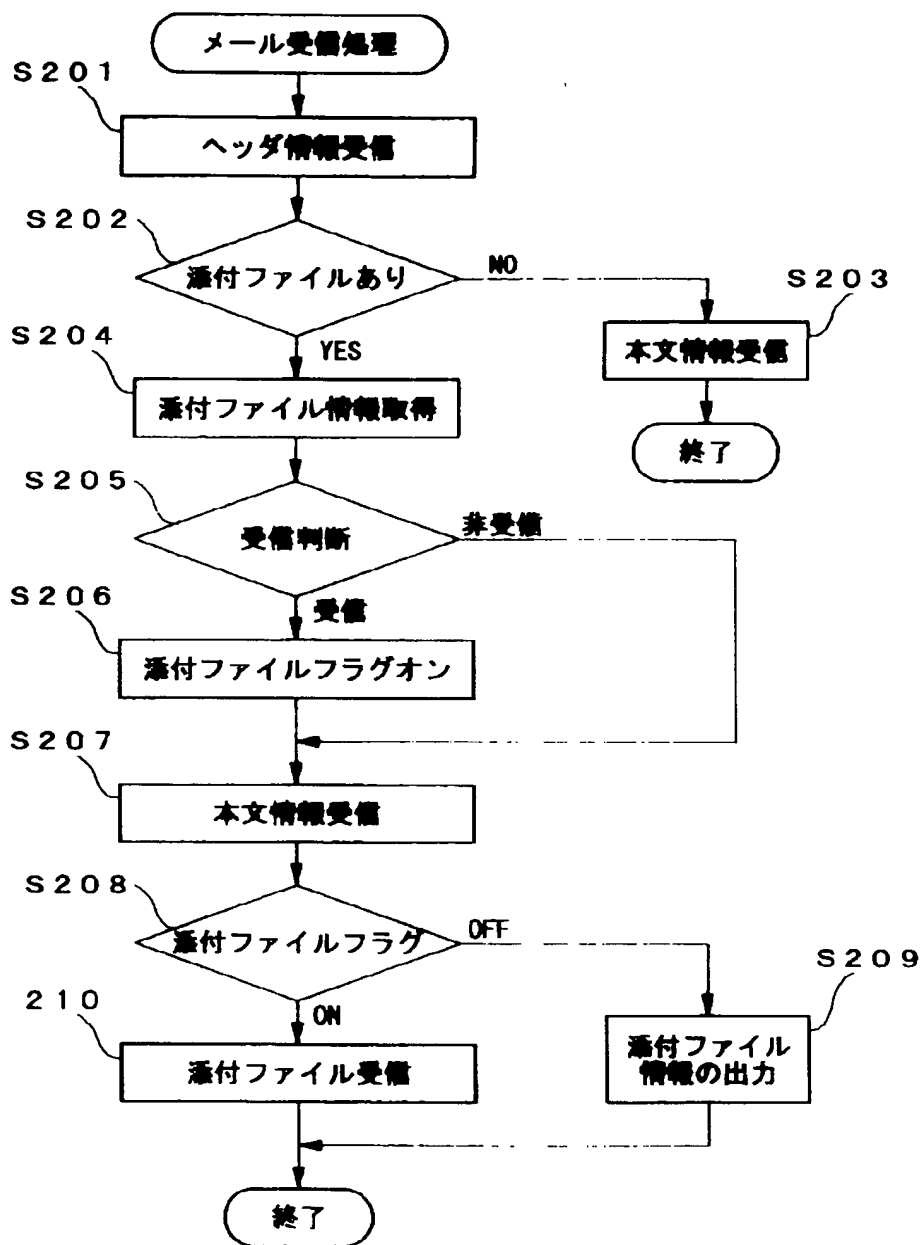 メール受信処理
S201
ヘッダ情報受信
S202
添付ファイルあり
NO
S203
本文情報受信
終了
S204
YES
添付ファイル情報取得
S205
受信判断
非受信
S206
受信
添付ファイルフラグオン
S207
本文情報受信
S208
添付ファイルフラグ
OFF
S209
添付ファイル
情報の出力
210
ON
添付ファイル受信
終了